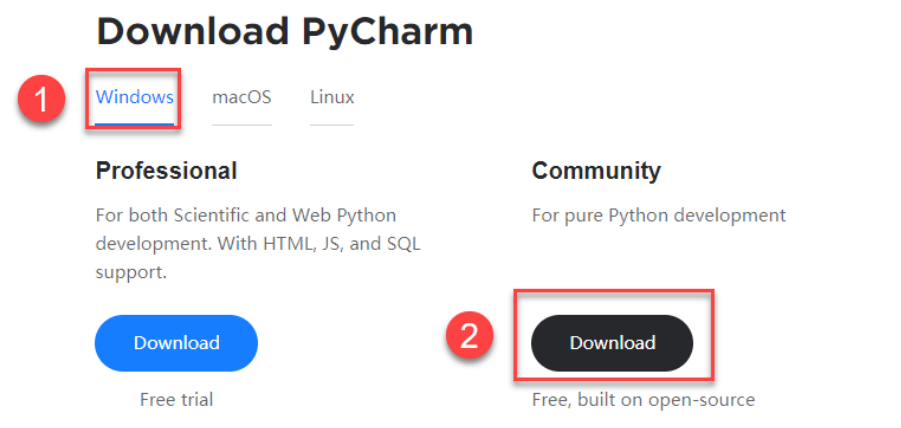 Download PyCharm
1
Windows macOS Linux
Professional
For both Scientific and Web Python
development. With HTML, JS, and SQL
support.
Download
Free trial
Community
For pure Python development
2
Download
Free, built on open-source